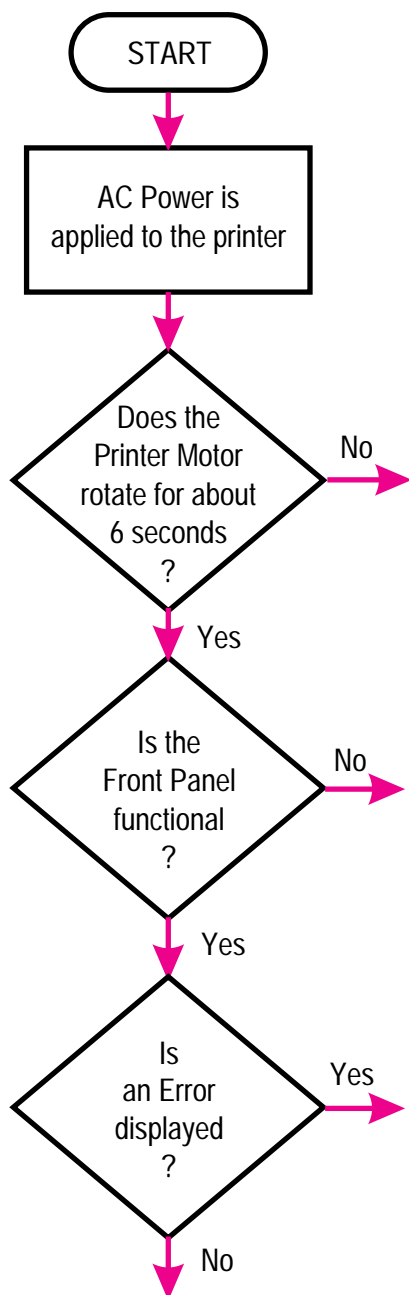 START
AC Power is
applied to the printer
Does the
Printer Motor
rotate for about
6 seconds
?
No
Yes
Is the
Front Panel
functional
?
No
Yes
Is
an Error
displayed
?
Yes
No